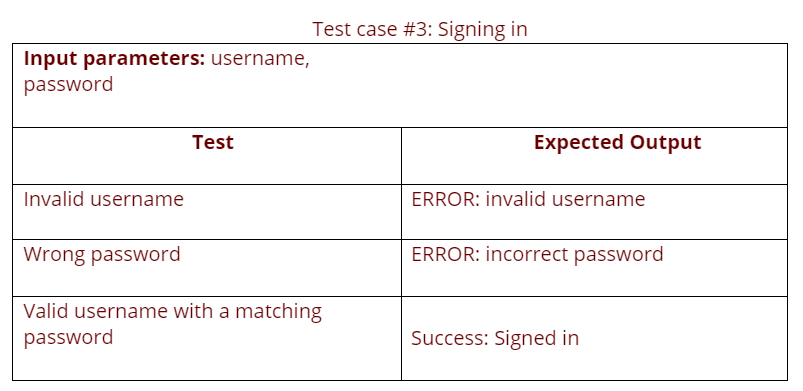 Test case #3: Signing in
Input parameters: username,
password
Test
Expected Output
Invalid username
ERROR: invalid username
Wrong password
ERROR: incorrect password
Valid username with a matching
password
Success: Signed in